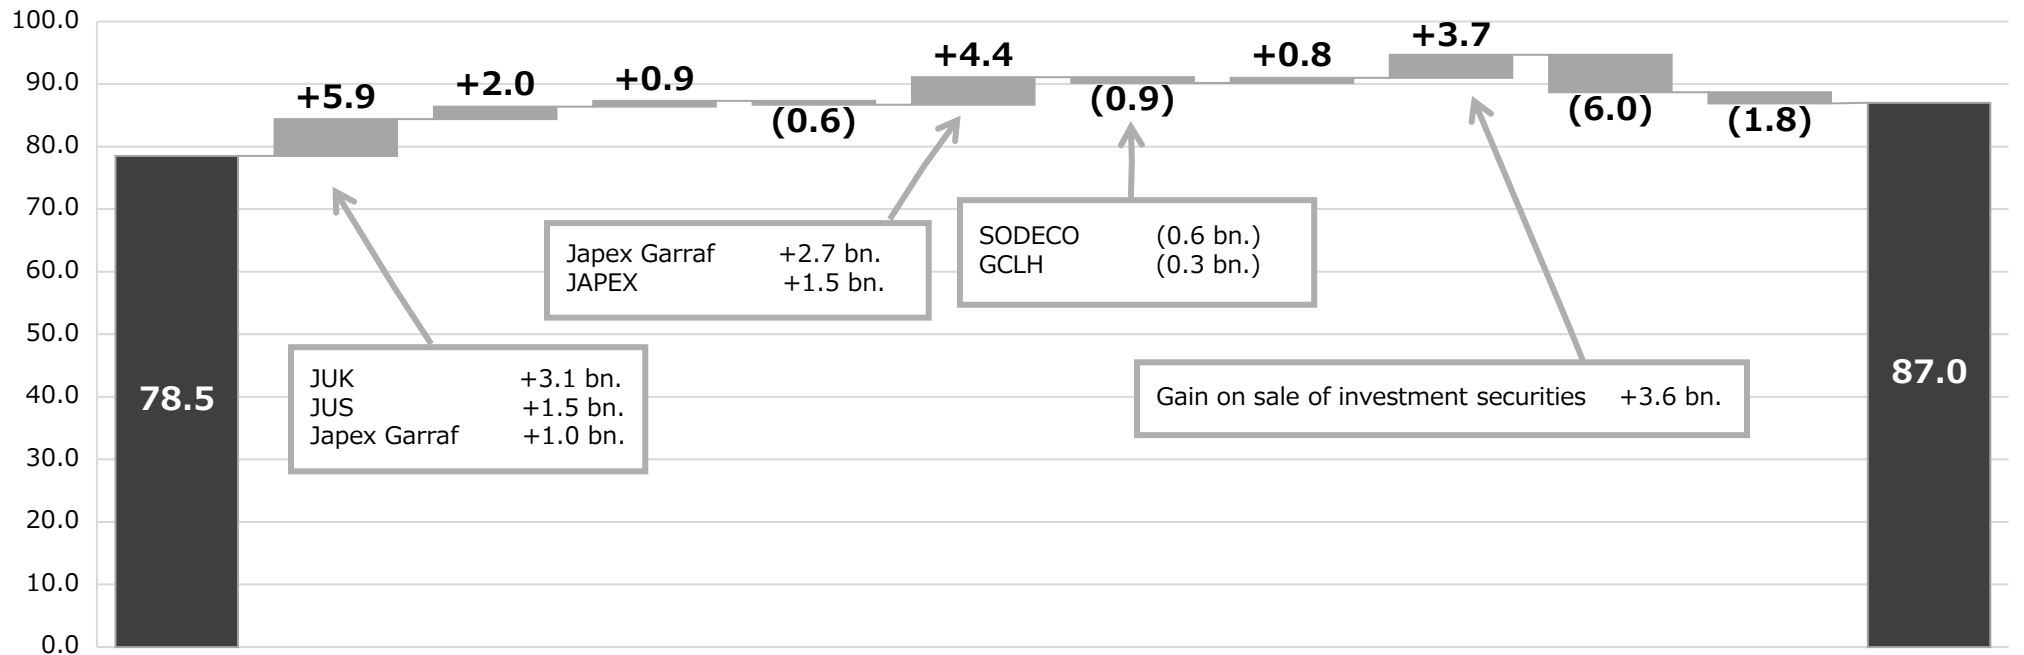 100.0
90.0
80.0
70.0
60.0
50.0
40.0
30.0
20.0
10.0
0.0
78.5
+5.9
+2.0
+0.9
(0.6)
+4.4
(0.9)
+0.8
+3.7
(6.0)
(1.8)
87.0
JUK +3.1 bn.
JUS +1.5 bn.
Japex Garraf +1.0 bn.
Japex Garraf +2.7 bn.
JAPEX +1.5 bn.
SODECO (0.6 bn.)
GCLH (0.3 bn.)
Gain on sale of investment securities +3.6 bn.